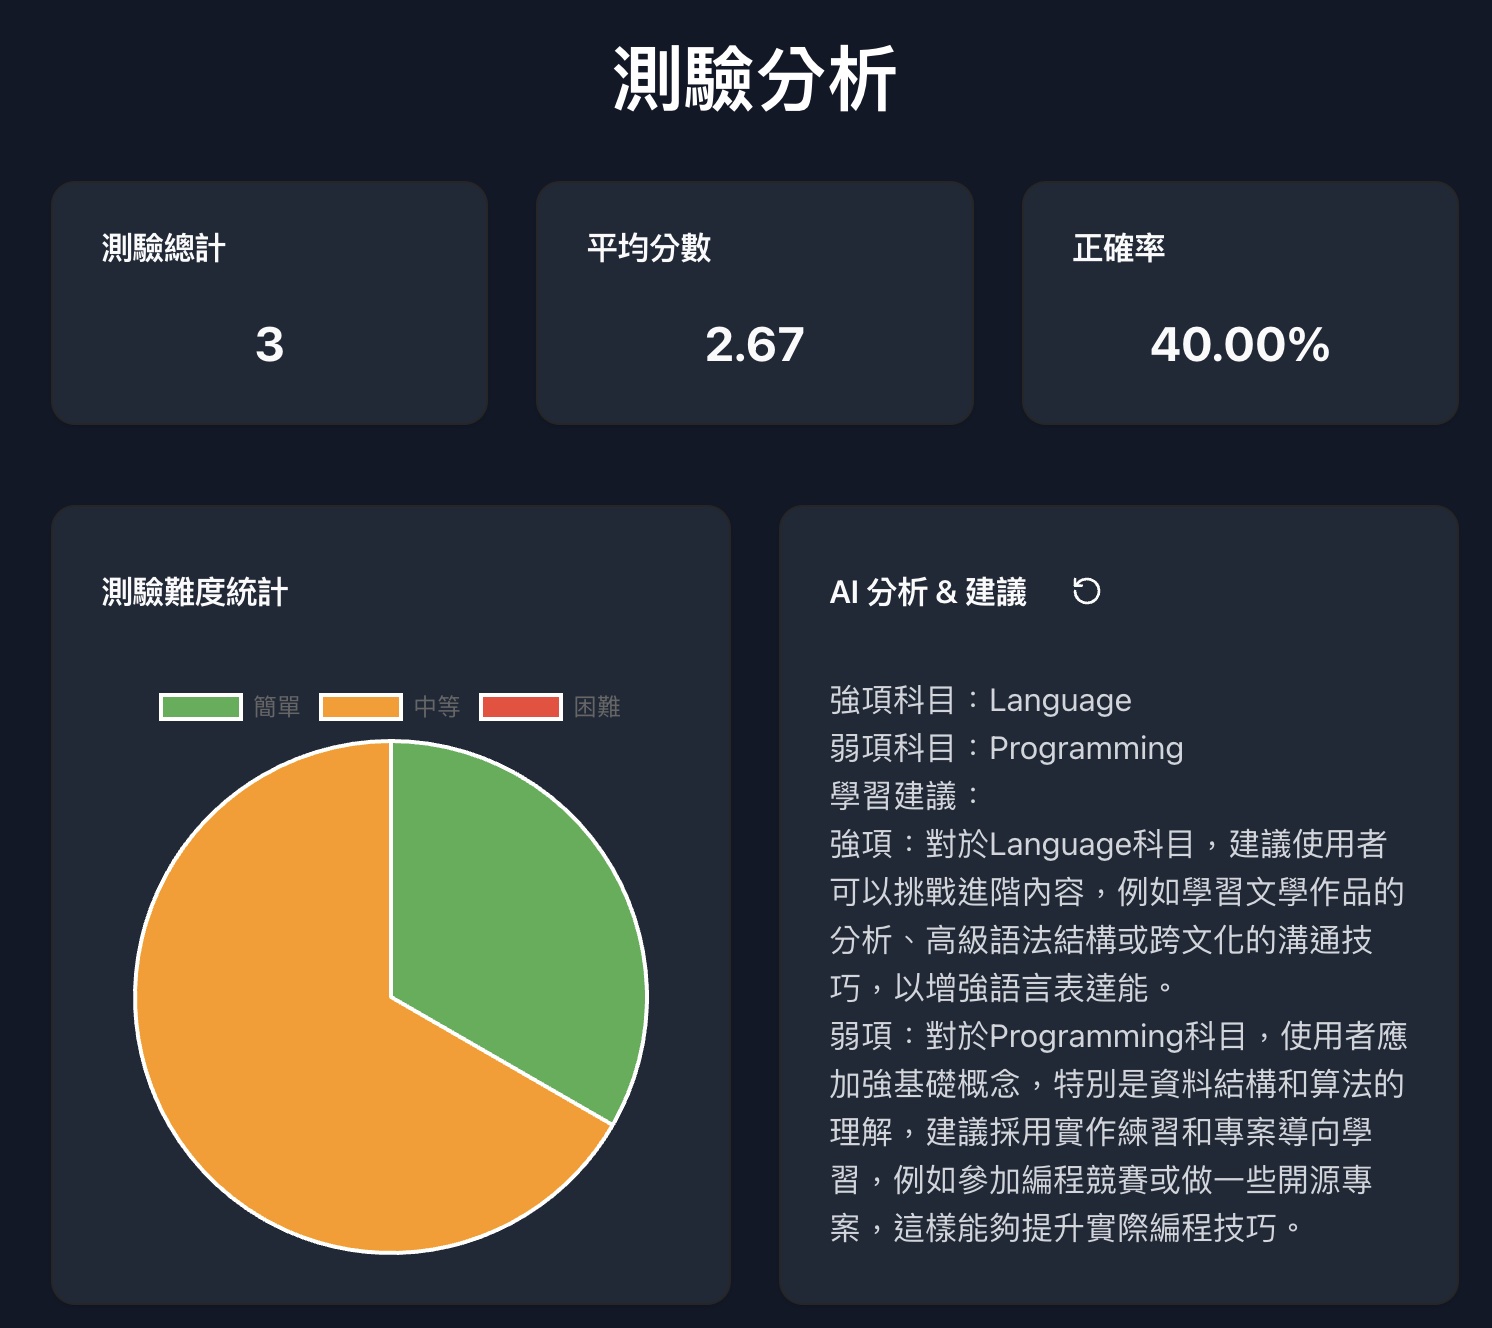 測驗分析
測驗總計
平均分數
正確率
3
2.67
40.00%
測驗難度統計
簡單
中等
困難
AI 分析 & 建議
強項科目：Language
弱項科目：Programming
學習建議：
強項：對於Language科目，建議使用者
可以挑戰進階內容，例如學習文學作品的
分析、高級語法結構或跨文化的溝通技
巧，以增強語言表達能。
弱項：對於Programming科目，使用者應
加強基礎概念，特別是資料結構和算法的
理解，建議採用實作練習和專案導向學
習，例如參加編程競賽或做一些開源專
案，這樣能夠提升實際編程技巧。